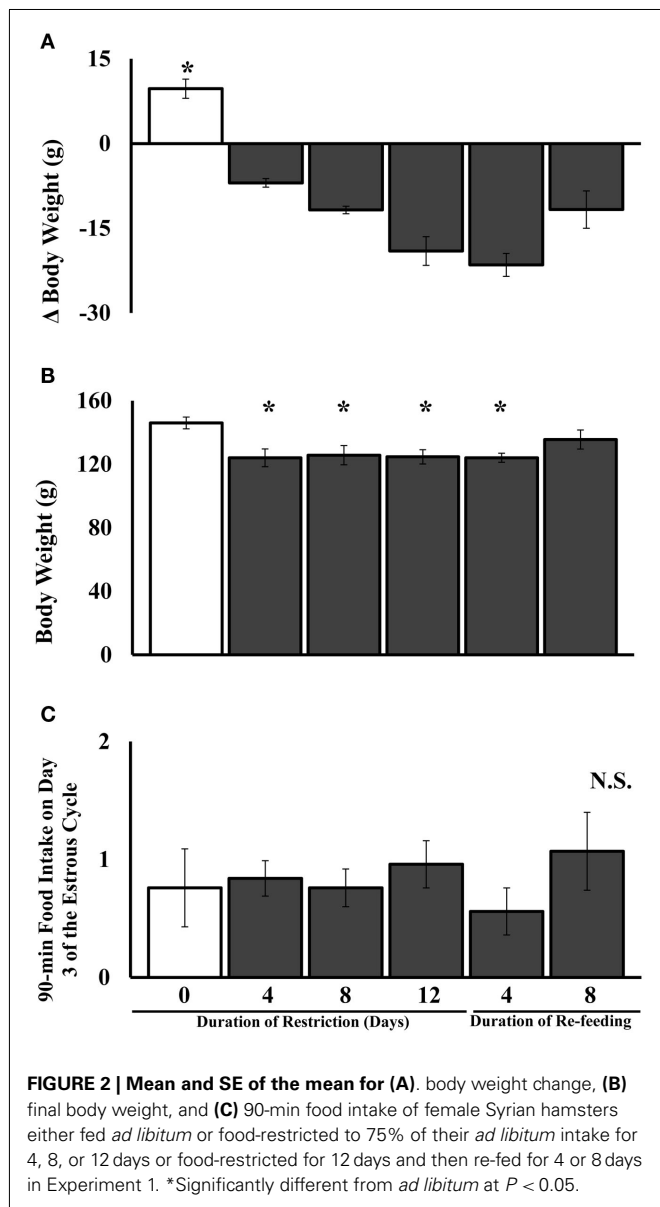 A
15
*
0
-15
-30
Δ Body Weight (g)
B
160
* * * *
120
80
40
0
Body Weight (g)
C
2
N.S.
1
0
90-min Food Intake on Day
3 of the Estrous Cycle
0 4 8 12 4 8
Duration of Restriction (Days) Duration of Re-feeding
FIGURE 2 | Mean and SE of the mean for (A). body weight change, (B)
final body weight, and (C) 90-min food intake of female Syrian hamsters
either fed ad libitum or food-restricted to 75% of their ad libitum intake for
4, 8, or 12 days or food-restricted for 12 days and then re-fed for 4 or 8 days
in Experiment 1. *Significantly different from ad libitum at P < 0.05.